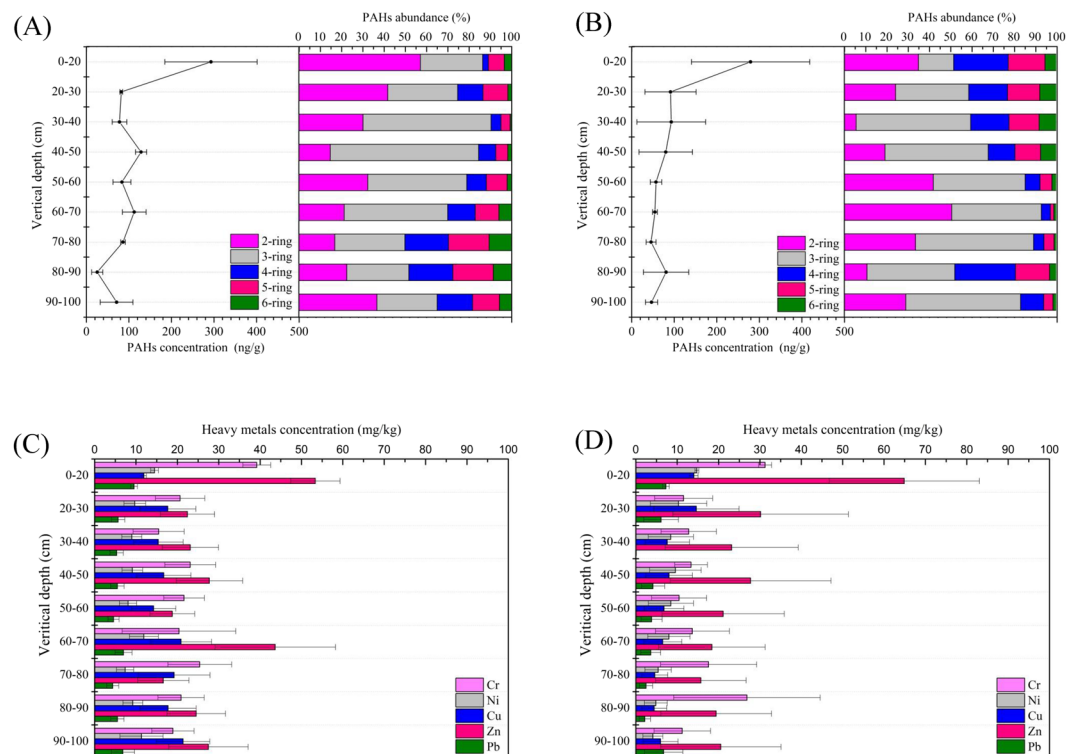 (A)
PAHs abundance (%)
0 10 20 30 40 50 60 70 80 90 100
Vertical depth (cm)
0-20
20-30
30-40
40-50
50-60
60-70
70-80
80-90
90-100
2-ring
3-ring
4-ring
5-ring
6-ring
0 100 200 300 400 500
PAHs concentration (ng/g)
(B)
PAHs abundance (%)
0 10 20 30 40 50 60 70 80 90 100
Vertical depth (cm)
0-20
20-30
30-40
40-50
50-60
60-70
70-80
80-90
90-100
2-ring
3-ring
4-ring
5-ring
6-ring
0 100 200 300 400 500
PAHs concentration (ng/g)
(C)
Heavy metals concentration (mg/kg)
0 10 20 30 40 50 60 70 80 90 100
Veritical depth (cm)
0-20
20-30
30-40
40-50
50-60
60-70
70-80
80-90
90-100
Cr
Ni
Cu
Zn
Pb
(D)
Heavy metals concentration (mg/kg)
0 10 20 30 40 50 60 70 80 90 100
Veritical depth (cm)
0-20
20-30
30-40
40-50
50-60
60-70
70-80
80-90
90-100
Cr
Ni
Cu
Zn
Pb